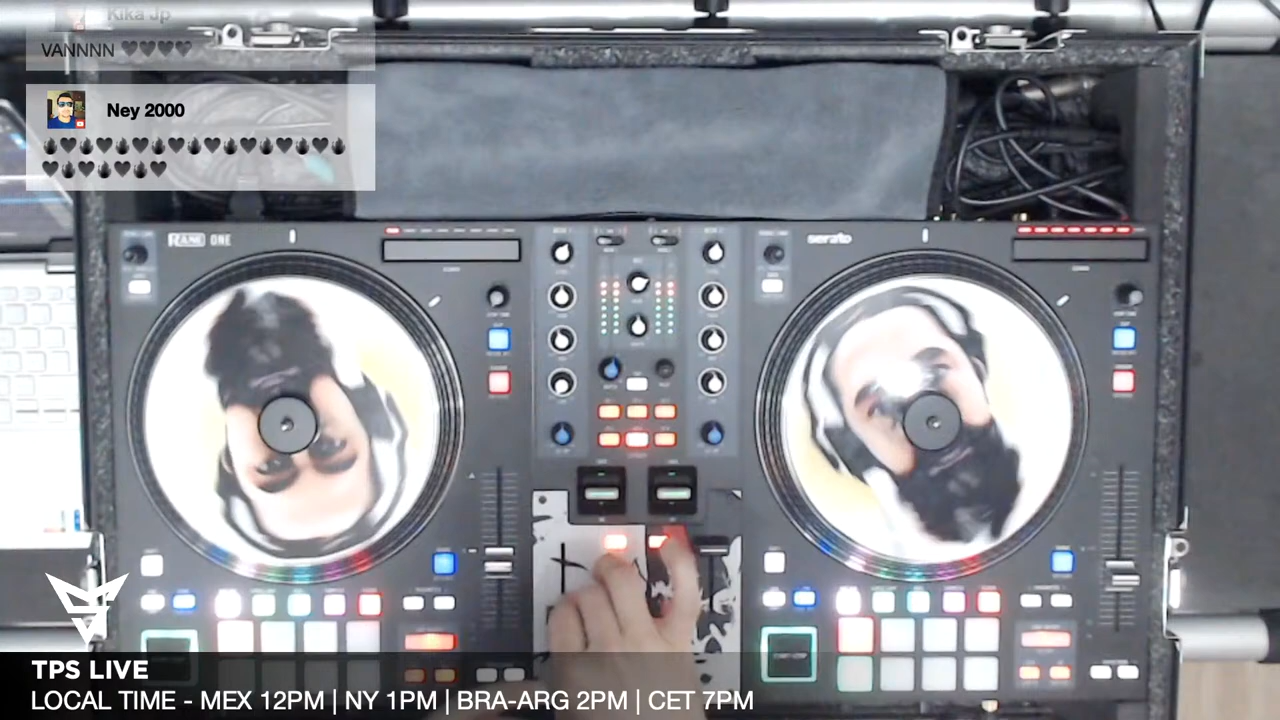 Kika Jp
VANNNN 🖤🖤🖤🖤
Ney 2000
RANE ONE
serato
TPS LIVE
LOCAL TIME - MEX 12PM | NY 1PM | BRA-ARG 2PM | CET 7PM